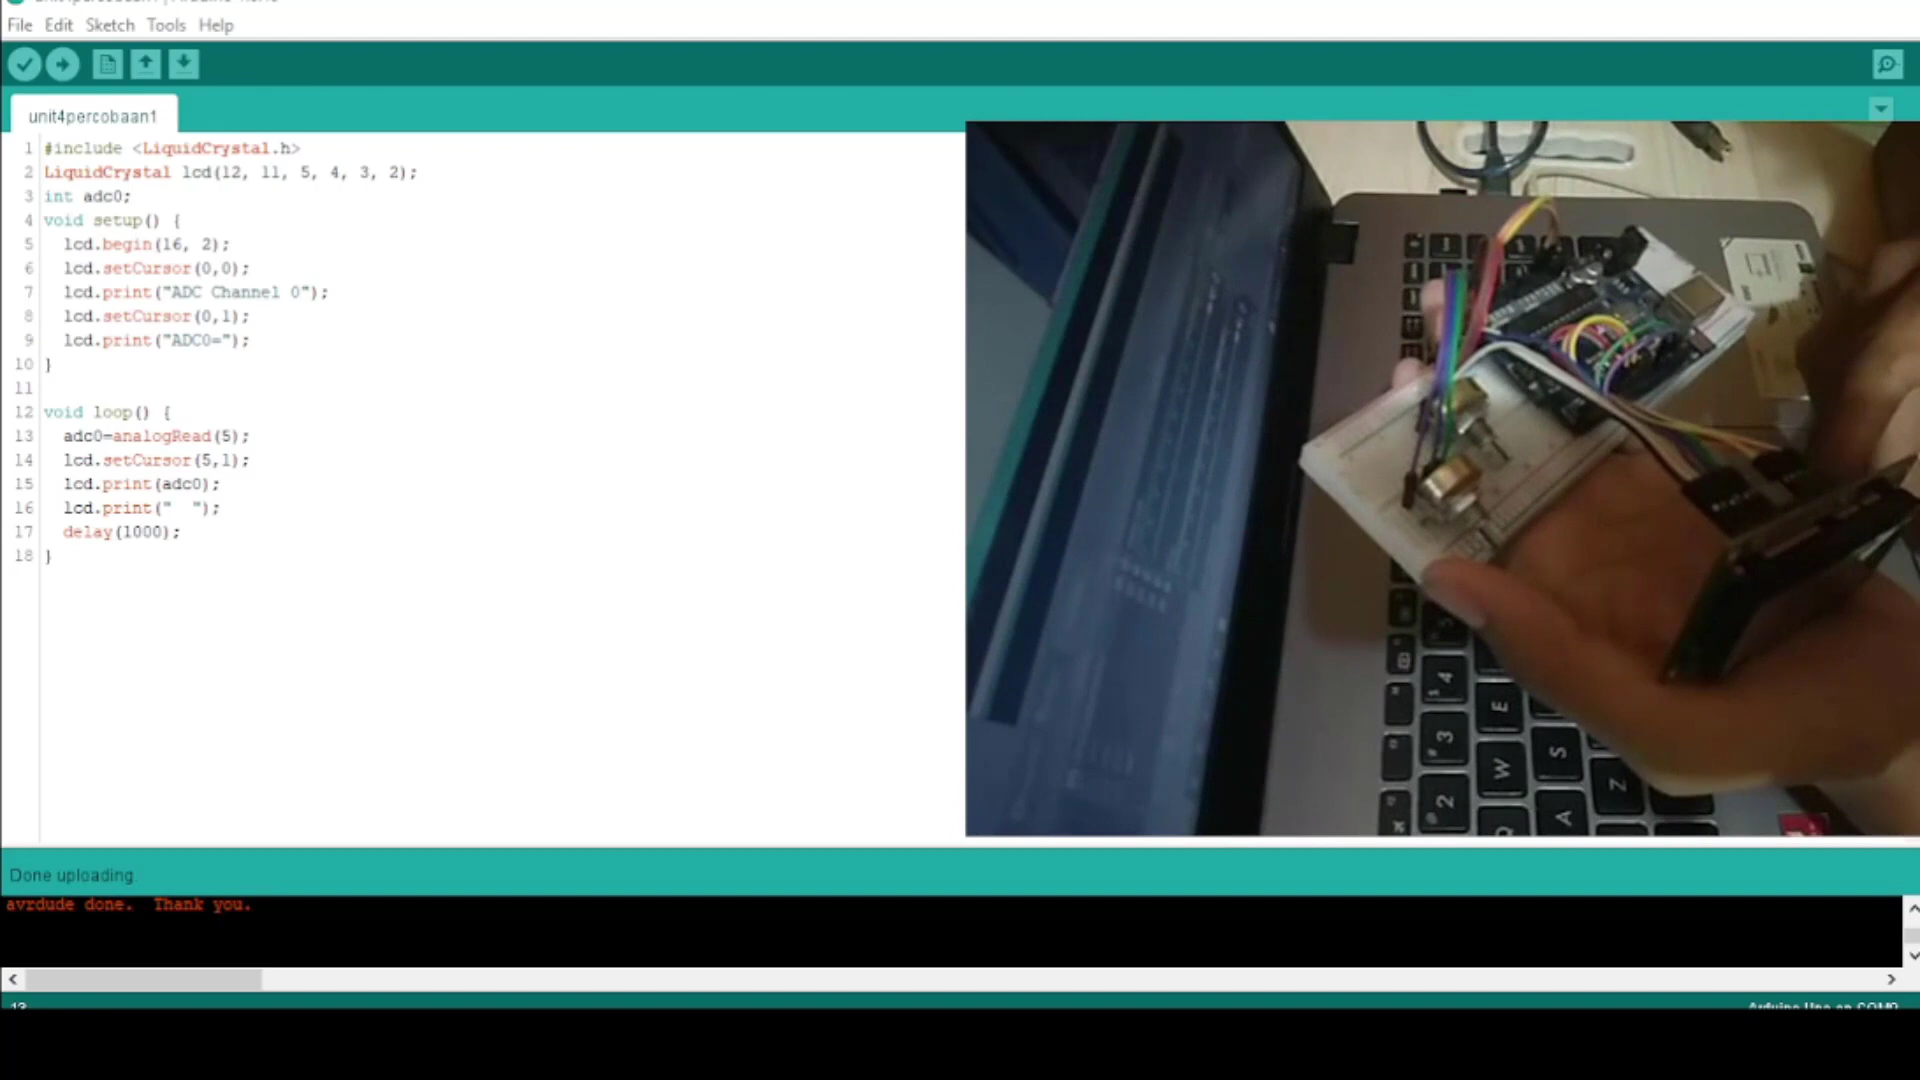 File Edit Sketch Tools Help
unit4percobaan1
1 #include <LiquidCrystal.h>
2 LiquidCrystal lcd(12, 11, 5, 4, 3, 2);
3 int adc0;
4 void setup() {
5 lcd.begin(16, 2);
6 lcd.setCursor(0,0);
7 lcd.print("ADC Channel 0");
8 lcd.setCursor(0,1);
9 lcd.print("ADC0=");
10 }
11
12 void loop() {
13 adc0=analogRead(5);
14 lcd.setCursor(5,1);
15 lcd.print(adc0);
16 lcd.print("  ");
17 delay(1000);
18 }
4
3 E
2 W S Z
Q A
Done uploading.
avrdude done.  Thank you.